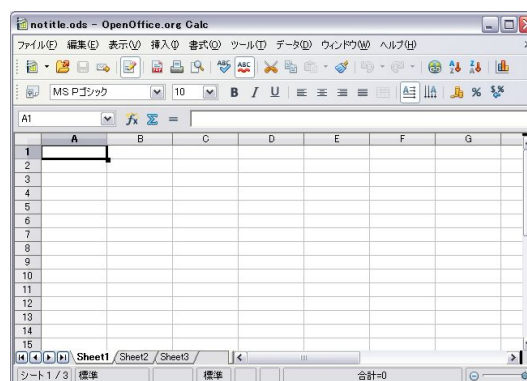 notitle.ods - OpenOffice.org Calc
ファイル(F) 編集(E) 表示(V) 挿入(I) 書式(O) ツール(T) データ(D) ウィンドウ(W) ヘルプ(H)
MS Pゴシック 10 B I U % $%
A1 fx Σ =
A B C D E F G
1
2
3
4
5
6
7
8
9
10
11
12
13
14
15
Sheet1 Sheet2 Sheet3
シート 1 / 3 標準 標準 合計=0